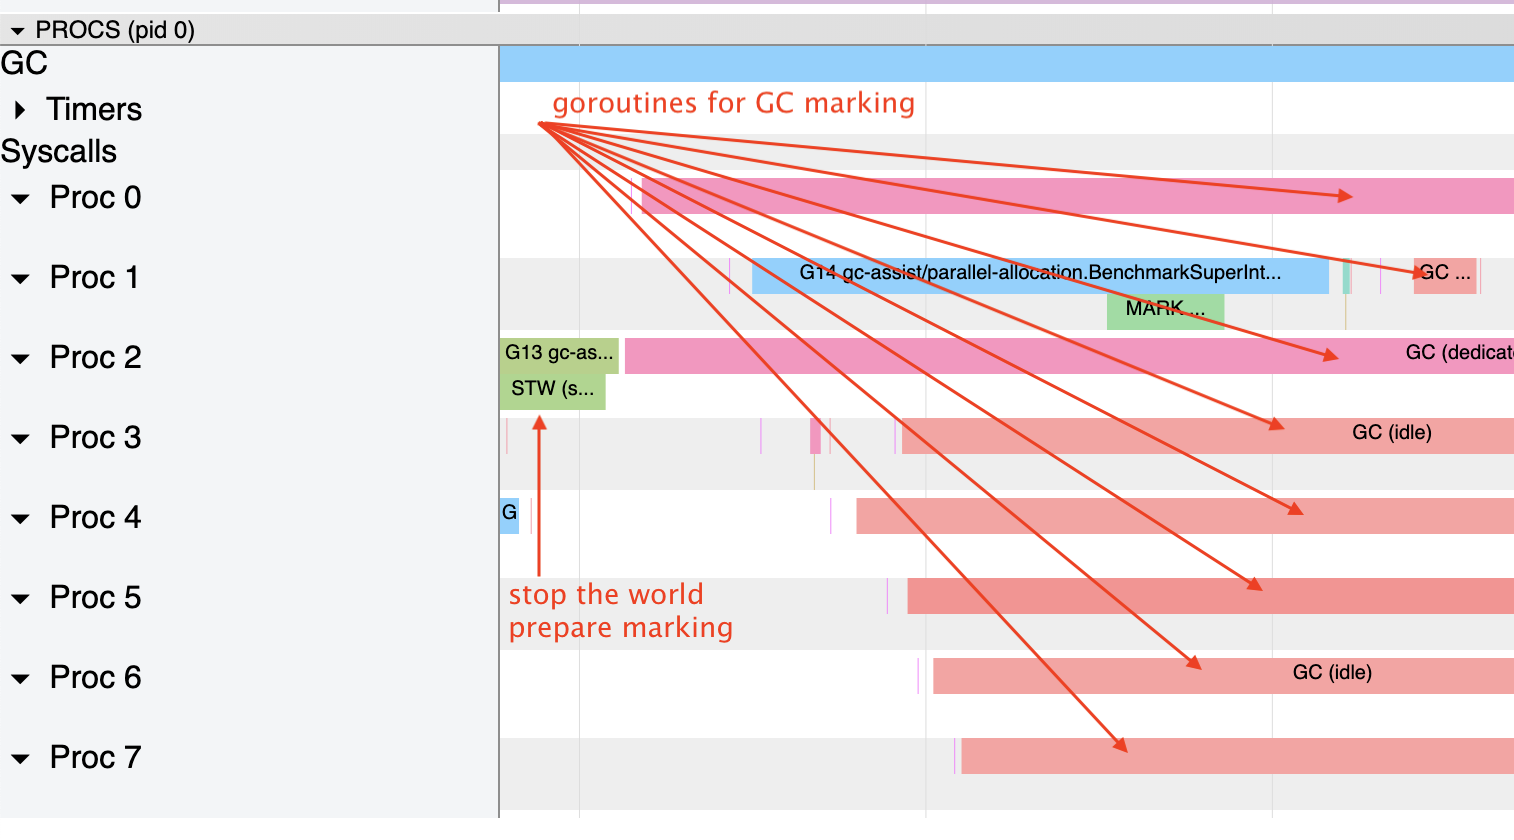 PROCS (pid 0)
GC
Timers
goroutines for GC marking
Syscalls
Proc 0
Proc 1
G14 gc-assist/parallel-allocation.BenchmarkSuperInt...
GC ...
MARK ...
Proc 2
G13 gc-as...
GC (dedicat
STW (s...
Proc 3
GC (idle)
Proc 4
G
Proc 5
stop the world
prepare marking
Proc 6
GC (idle)
Proc 7